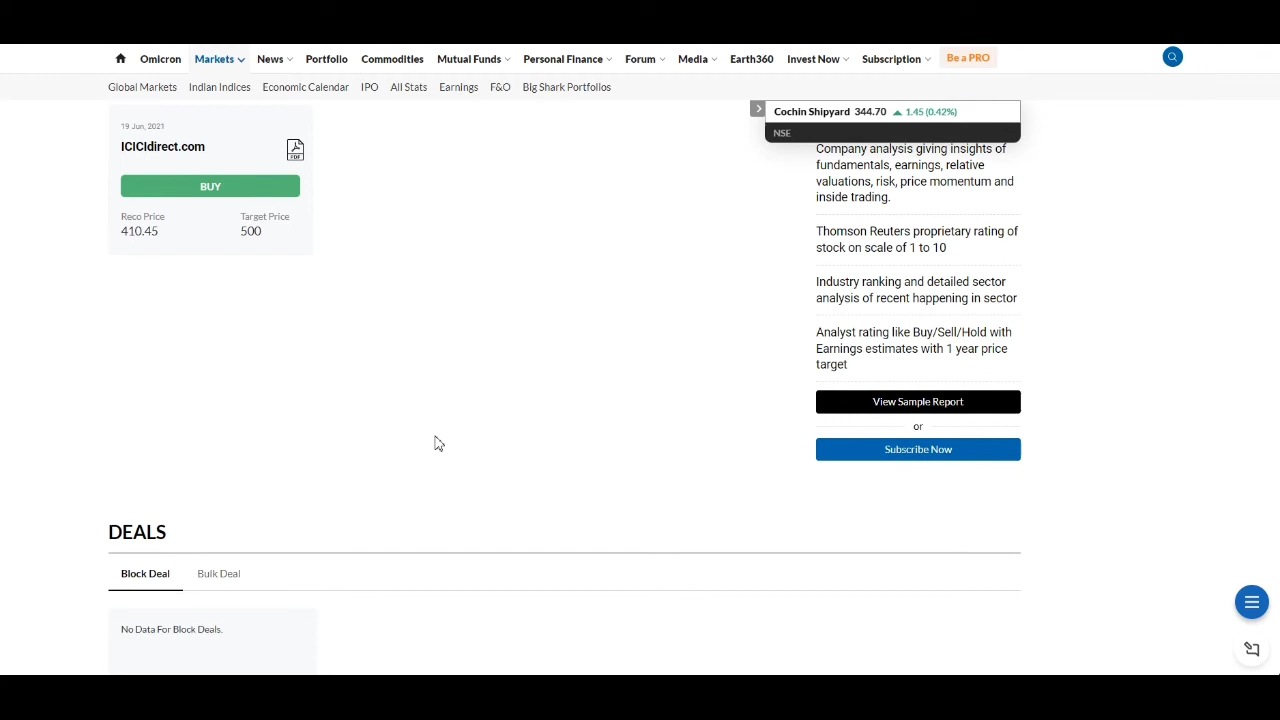 Omicron Markets News Portfolio Commodities Mutual Funds Personal Finance Forum Media Earth360 Invest Now Subscription Be a PRO
Global Markets Indian Indices Economic Calendar IPO All Stats Earnings F&O Big Shark Portfolios
19 Jun, 2021
ICICIdirect.com
PDF
BUY
Reco Price Target Price
410.45 500
Cochin Shipyard 344.70 1.45 (0.42%)
NSE
Company analysis giving insights of
fundamentals, earnings, relative
valuations, risk, price momentum and
inside trading.
Thomson Reuters proprietary rating of
stock on scale of 1 to 10
Industry ranking and detailed sector
analysis of recent happening in sector
Analyst rating like Buy/Sell/Hold with
Earnings estimates with 1 year price
target
View Sample Report
or
Subscribe Now
DEALS
Block Deal Bulk Deal
No Data For Block Deals.